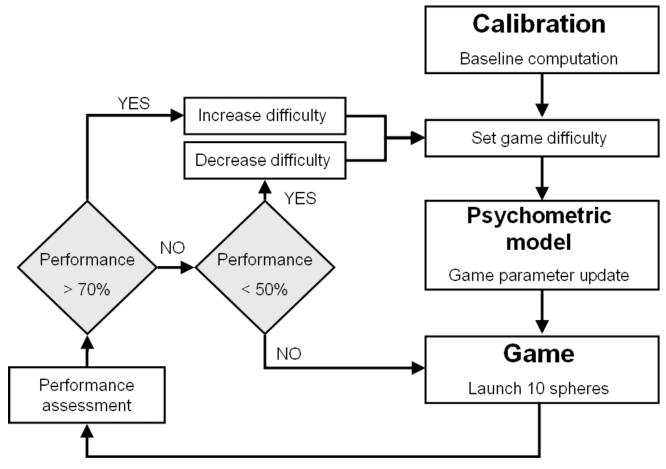 Calibration
Baseline computation
YES
Increase difficulty
Set game difficulty
Decrease difficulty
YES
Psychometric
model
Game parameter update
Performance
> 70%
NO
Performance
< 50%
NO
Game
Launch 10 spheres
Performance
assessment